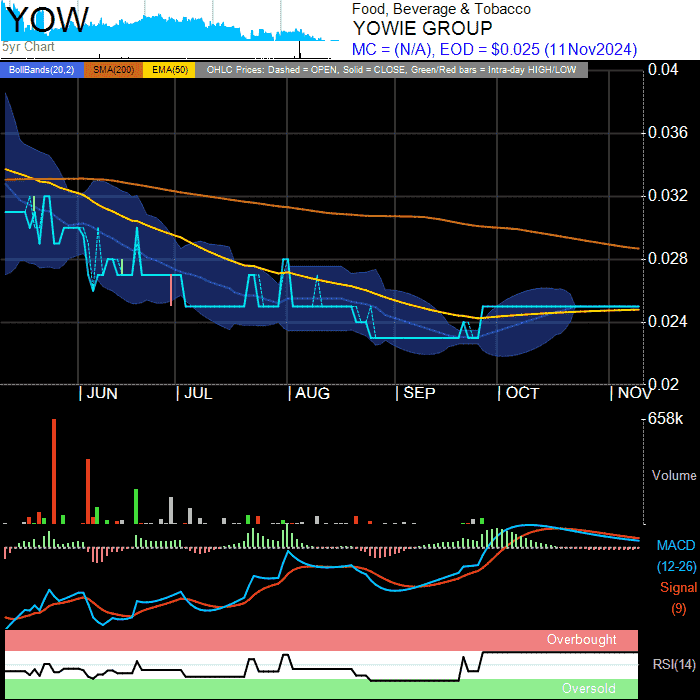 YOW
5yr Chart
Food, Beverage & Tobacco
YOWIE GROUP
MC = (N/A), EOD = $0.025 (11Nov2024)
BollBands(20,2) SMA(200) EMA(50) OHLC Prices: Dashed = OPEN, Solid = CLOSE, Green/Red bars = Intra-day HIGH/LOW
0.04
0.036
0.032
0.028
0.024
0.02
| JUN | JUL | AUG | SEP | OCT | NOV
658k
Volume
MACD
(12-26)
Signal
(9)
Overbought
RSI(14)
Oversold